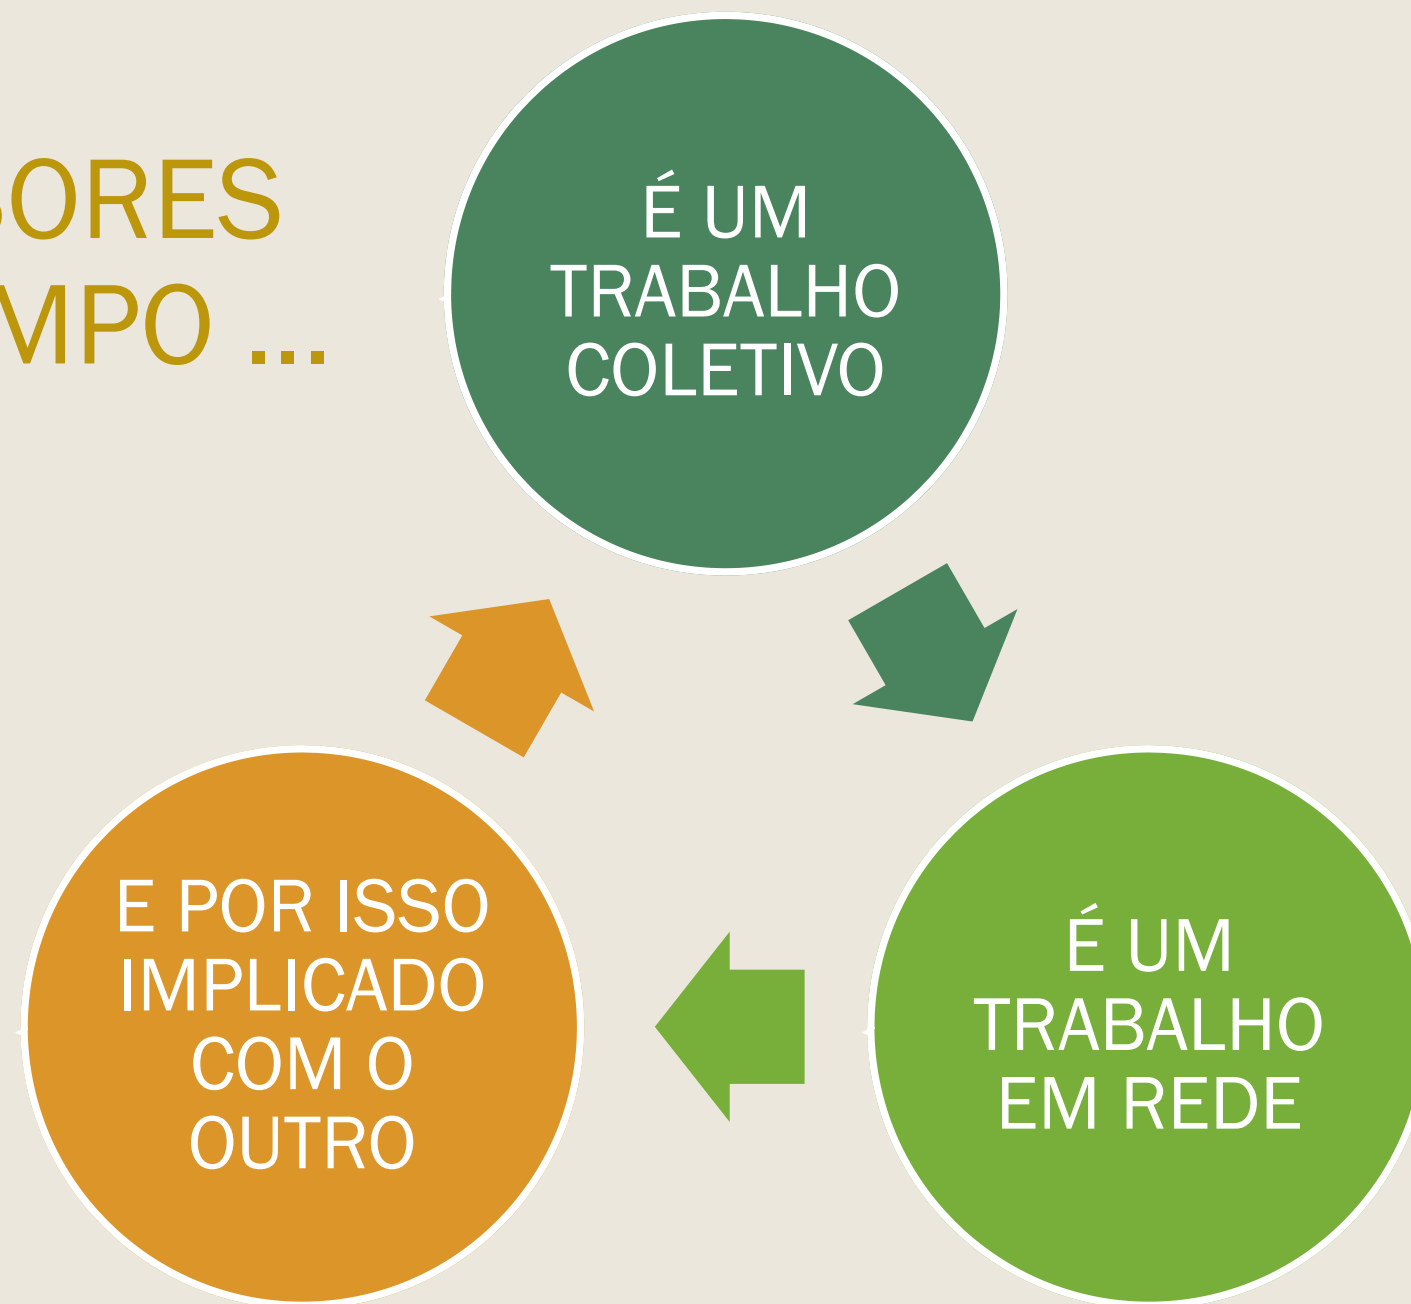 SORES
MPO ...
É UM
TRABALHO
COLETIVO
É UM
TRABALHO
EM REDE
E POR ISSO
IMPLICADO
COM O
OUTRO